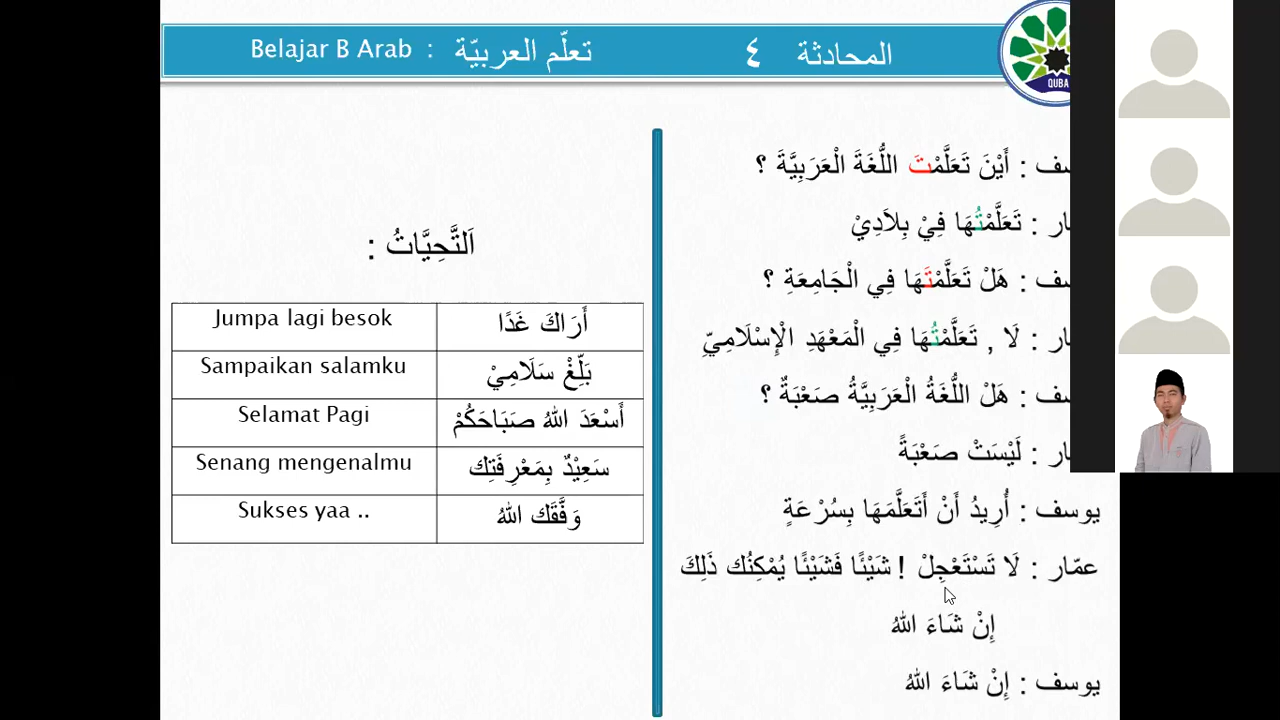 المحادثة ٤ تعلّم العربيّة : Belajar B Arab
QUBA
سف : أَيْنَ تَعَلَّمْتَ اللُّغَةَ الْعَرَبِيَّةَ ؟
ار : تَعَلَّمْتُهَا فِيْ بِلاَدِيْ
سف : هَلْ تَعَلَّمْتَهَا فِي الْجَامِعَةِ ؟
ار : لَا , تَعَلَّمْتُهَا فِي الْمَعْهَدِ الْإِسْلَامِيِّ
سف : هَلْ اللُّغَةُ الْعَرَبِيَّةُ صَعْبَةٌ ؟
ار : لَيْسَتْ صَعْبَةً
يوسف : أُرِيدُ أَنْ أَتَعَلَّمَهَا بِسُرْعَةٍ
عمّار : لَا تَسْتَعْجِلْ ! شَيْئًا فَشَيْئًا يُمْكِنُك ذَلِكَ
إِنْ شَاءَ اللهُ
يوسف : إِنْ شَاءَ اللهُ
اَلتَّحِيَّاتُ :
أَرَاكَ غَدًا Jumpa lagi besok
بَلِّغْ سَلَامِيْ Sampaikan salamku
أَسْعَدَ اللهُ صَبَاحَكُمْ Selamat Pagi
سَعِيْدٌ بِمَعْرِفَتِك Senang mengenalmu
وَفَّقَك اللهُ Sukses yaa ..